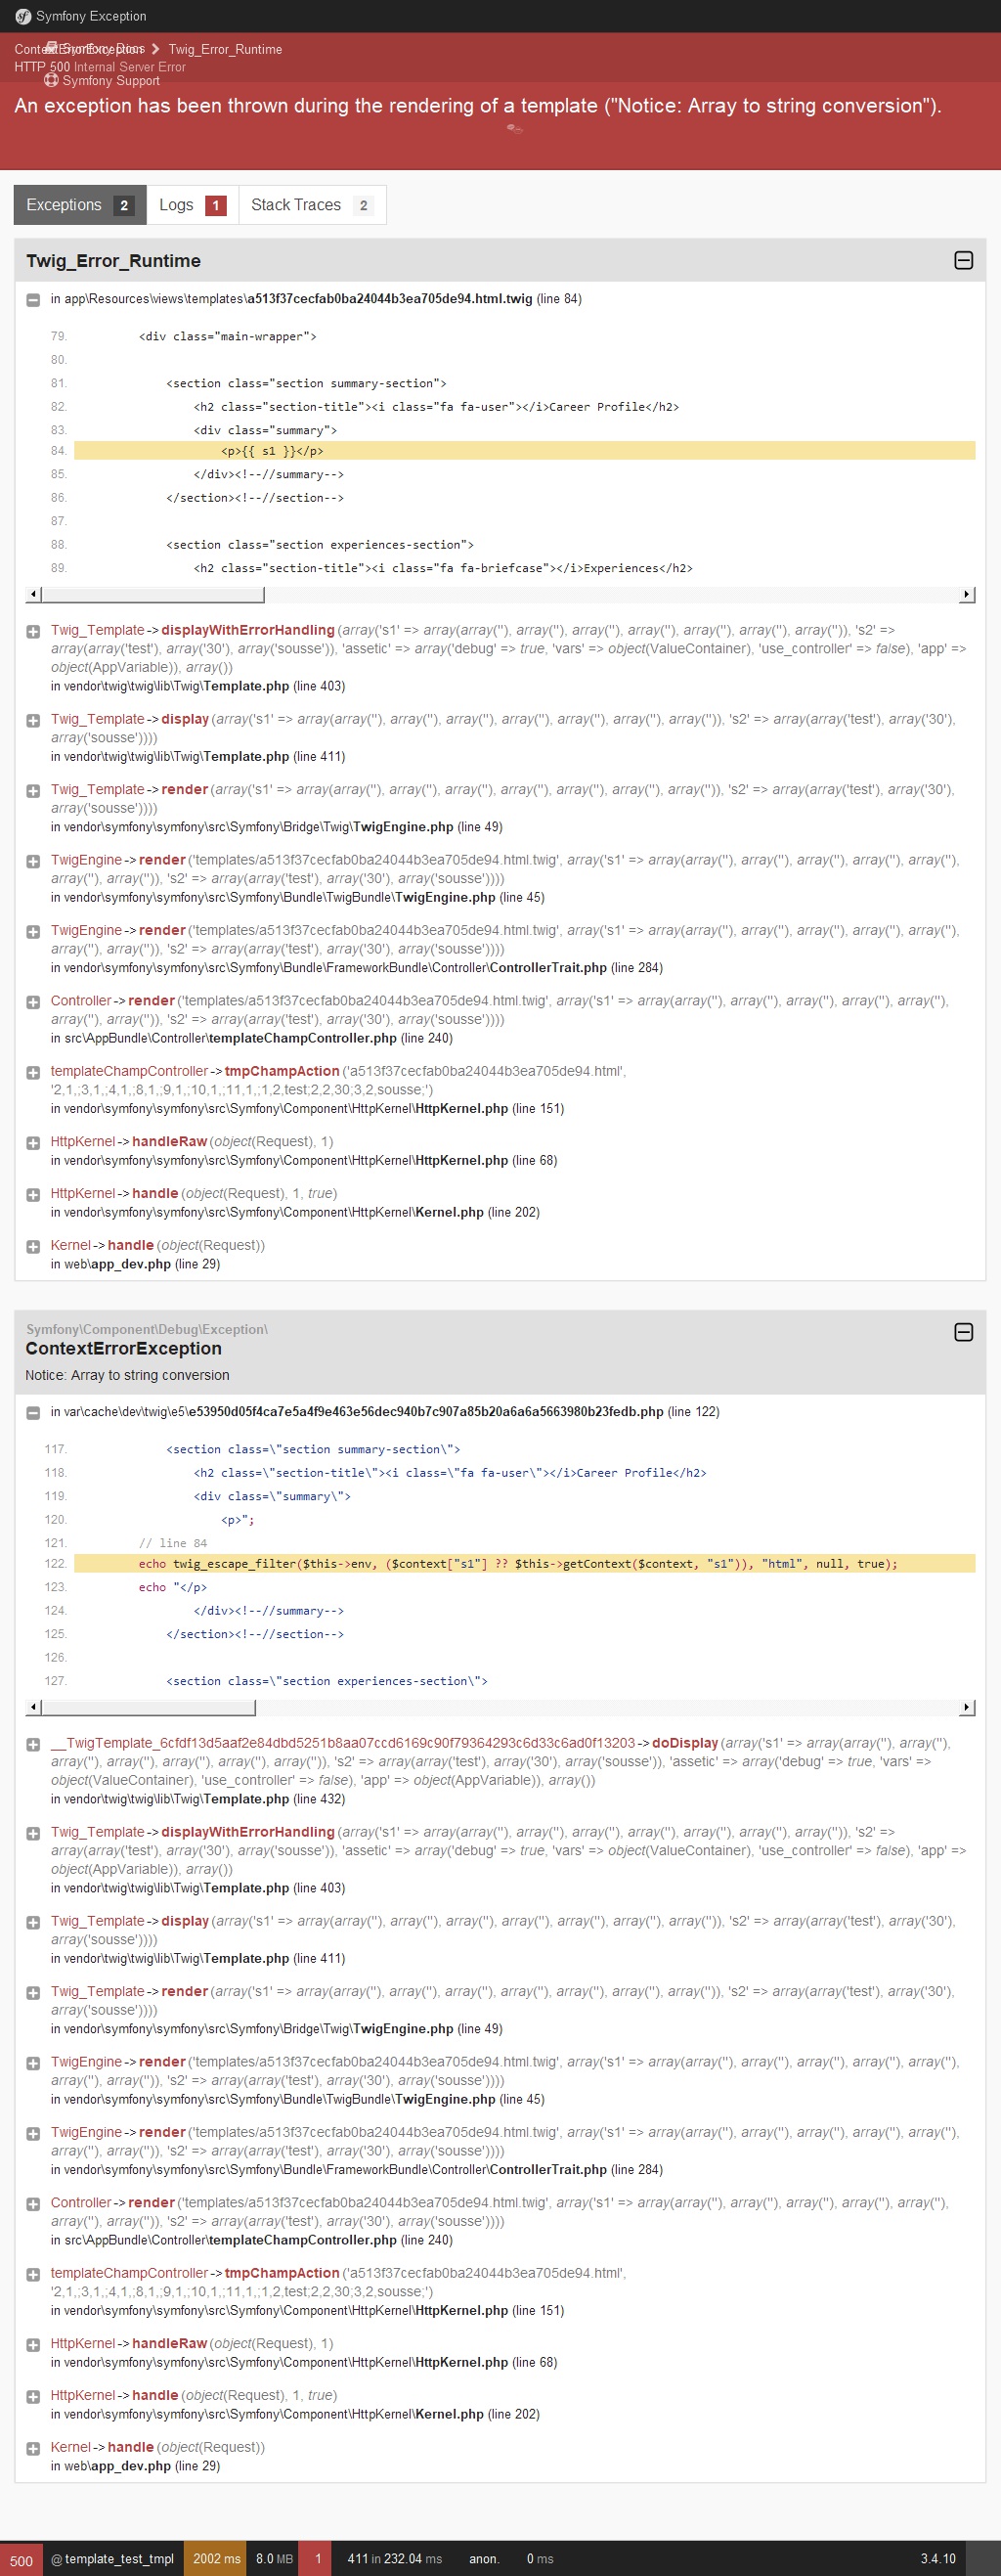 Symfony Exception
Symfony Docs
ContextErrorException > Twig_Error_Runtime
HTTP 500 Internal Server Error
Symfony Support
An exception has been thrown during the rendering of a template ("Notice: Array to string conversion").
Exceptions 2 Logs 1 Stack Traces 2
Twig_Error_Runtime
in app\Resources\views\templates\a513f37cecfab0ba24044b3ea705de94.html.twig (line 84)
79. <div class="main-wrapper">
80.
81. <section class="section summary-section">
82. <h2 class="section-title"><i class="fa fa-user"></i>Career Profile</h2>
83. <div class="summary">
84. <p>{{ s1 }}</p>
85. </div><!--//summary-->
86. </section><!--//section-->
87.
88. <section class="section experiences-section">
89. <h2 class="section-title"><i class="fa fa-briefcase"></i>Experiences</h2>
Twig_Template->displayWithErrorHandling(array('s1' => array(array(''), array(''), array(''), array(''), array(''), array(''), array('')), 's2' =>
array(array('test'), array('30'), array('sousse')), 'assetic' => array('debug' => true, 'vars' => object(ValueContainer), 'use_controller' => false), 'app' =>
object(AppVariable)), array())
in vendor\twig\twig\lib\Twig\Template.php (line 403)
Twig_Template->display(array('s1' => array(array(''), array(''), array(''), array(''), array(''), array(''), array('')), 's2' => array(array('test'), array('30'),
array('sousse'))))
in vendor\twig\twig\lib\Twig\Template.php (line 411)
Twig_Template->render(array('s1' => array(array(''), array(''), array(''), array(''), array(''), array(''), array('')), 's2' => array(array('test'), array('30'),
array('sousse'))))
in vendor\symfony\symfony\src\Symfony\Bridge\Twig\TwigEngine.php (line 49)
TwigEngine->render('templates/a513f37cecfab0ba24044b3ea705de94.html.twig', array('s1' => array(array(''), array(''), array(''), array(''), array(''),
array(''), array('')), 's2' => array(array('test'), array('30'), array('sousse'))))
in vendor\symfony\symfony\src\Symfony\Bundle\TwigBundle\TwigEngine.php (line 45)
TwigEngine->render('templates/a513f37cecfab0ba24044b3ea705de94.html.twig', array('s1' => array(array(''), array(''), array(''), array(''), array(''),
array(''), array('')), 's2' => array(array('test'), array('30'), array('sousse'))))
in vendor\symfony\symfony\src\Symfony\Bundle\FrameworkBundle\Controller\ControllerTrait.php (line 284)
Controller->render('templates/a513f37cecfab0ba24044b3ea705de94.html.twig', array('s1' => array(array(''), array(''), array(''), array(''), array(''),
array(''), array('')), 's2' => array(array('test'), array('30'), array('sousse'))))
in src\AppBundle\Controller\templateChampController.php (line 240)
templateChampController->tmpChampAction('a513f37cecfab0ba24044b3ea705de94.html',
'2,1,;3,1,;4,1,;8,1,;9,1,;10,1,;11,1,;1,2,test;2,2,30;3,2,sousse;')
in vendor\symfony\symfony\src\Symfony\Component\HttpKernel\HttpKernel.php (line 151)
HttpKernel->handleRaw(object(Request), 1)
in vendor\symfony\symfony\src\Symfony\Component\HttpKernel\HttpKernel.php (line 68)
HttpKernel->handle(object(Request), 1, true)
in vendor\symfony\symfony\src\Symfony\Component\HttpKernel\Kernel.php (line 202)
Kernel->handle(object(Request))
in web\app_dev.php (line 29)
Symfony\Component\Debug\Exception\
ContextErrorException
Notice: Array to string conversion
in var\cache\dev\twig\e5\e53950d05f4ca7e5a4f9e463e56dec940b7c907a85b20a6a6a5663980b23fedb.php (line 122)
117. <section class=\"section summary-section\">
118. <h2 class=\"section-title\"><i class=\"fa fa-user\"></i>Career Profile</h2>
119. <div class=\"summary\">
120. <p>";
121. // line 84
122. echo twig_escape_filter($this->env, ($context["s1"] ?? $this->getContext($context, "s1")), "html", null, true);
123. echo "</p>
124. </div><!--//summary-->
125. </section><!--//section-->
126.
127. <section class=\"section experiences-section\">
__TwigTemplate_6cfdf13d5aaf2e84dbd5251b8aa07ccd6169c90f79364293c6d33c6ad0f13203->doDisplay(array('s1' => array(array(''), array(''),
array(''), array(''), array(''), array(''), array('')), 's2' => array(array('test'), array('30'), array('sousse')), 'assetic' => array('debug' => true, 'vars' =>
object(ValueContainer), 'use_controller' => false), 'app' => object(AppVariable)), array())
in vendor\twig\twig\lib\Twig\Template.php (line 432)
Twig_Template->displayWithErrorHandling(array('s1' => array(array(''), array(''), array(''), array(''), array(''), array(''), array('')), 's2' =>
array(array('test'), array('30'), array('sousse')), 'assetic' => array('debug' => true, 'vars' => object(ValueContainer), 'use_controller' => false), 'app' =>
object(AppVariable)), array())
in vendor\twig\twig\lib\Twig\Template.php (line 403)
Twig_Template->display(array('s1' => array(array(''), array(''), array(''), array(''), array(''), array(''), array('')), 's2' => array(array('test'), array('30'),
array('sousse'))))
in vendor\twig\twig\lib\Twig\Template.php (line 411)
Twig_Template->render(array('s1' => array(array(''), array(''), array(''), array(''), array(''), array(''), array('')), 's2' => array(array('test'), array('30'),
array('sousse'))))
in vendor\symfony\symfony\src\Symfony\Bridge\Twig\TwigEngine.php (line 49)
TwigEngine->render('templates/a513f37cecfab0ba24044b3ea705de94.html.twig', array('s1' => array(array(''), array(''), array(''), array(''), array(''),
array(''), array('')), 's2' => array(array('test'), array('30'), array('sousse'))))
in vendor\symfony\symfony\src\Symfony\Bundle\TwigBundle\TwigEngine.php (line 45)
TwigEngine->render('templates/a513f37cecfab0ba24044b3ea705de94.html.twig', array('s1' => array(array(''), array(''), array(''), array(''), array(''),
array(''), array('')), 's2' => array(array('test'), array('30'), array('sousse'))))
in vendor\symfony\symfony\src\Symfony\Bundle\FrameworkBundle\Controller\ControllerTrait.php (line 284)
Controller->render('templates/a513f37cecfab0ba24044b3ea705de94.html.twig', array('s1' => array(array(''), array(''), array(''), array(''), array(''),
array(''), array('')), 's2' => array(array('test'), array('30'), array('sousse'))))
in src\AppBundle\Controller\templateChampController.php (line 240)
templateChampController->tmpChampAction('a513f37cecfab0ba24044b3ea705de94.html',
'2,1,;3,1,;4,1,;8,1,;9,1,;10,1,;11,1,;1,2,test;2,2,30;3,2,sousse;')
in vendor\symfony\symfony\src\Symfony\Component\HttpKernel\HttpKernel.php (line 151)
HttpKernel->handleRaw(object(Request), 1)
in vendor\symfony\symfony\src\Symfony\Component\HttpKernel\HttpKernel.php (line 68)
HttpKernel->handle(object(Request), 1, true)
in vendor\symfony\symfony\src\Symfony\Component\HttpKernel\Kernel.php (line 202)
Kernel->handle(object(Request))
in web\app_dev.php (line 29)
500 @ template_test_tmpl 2002 ms 8.0 MB 1 411 in 232.04 ms anon. 0 ms 3.4.10